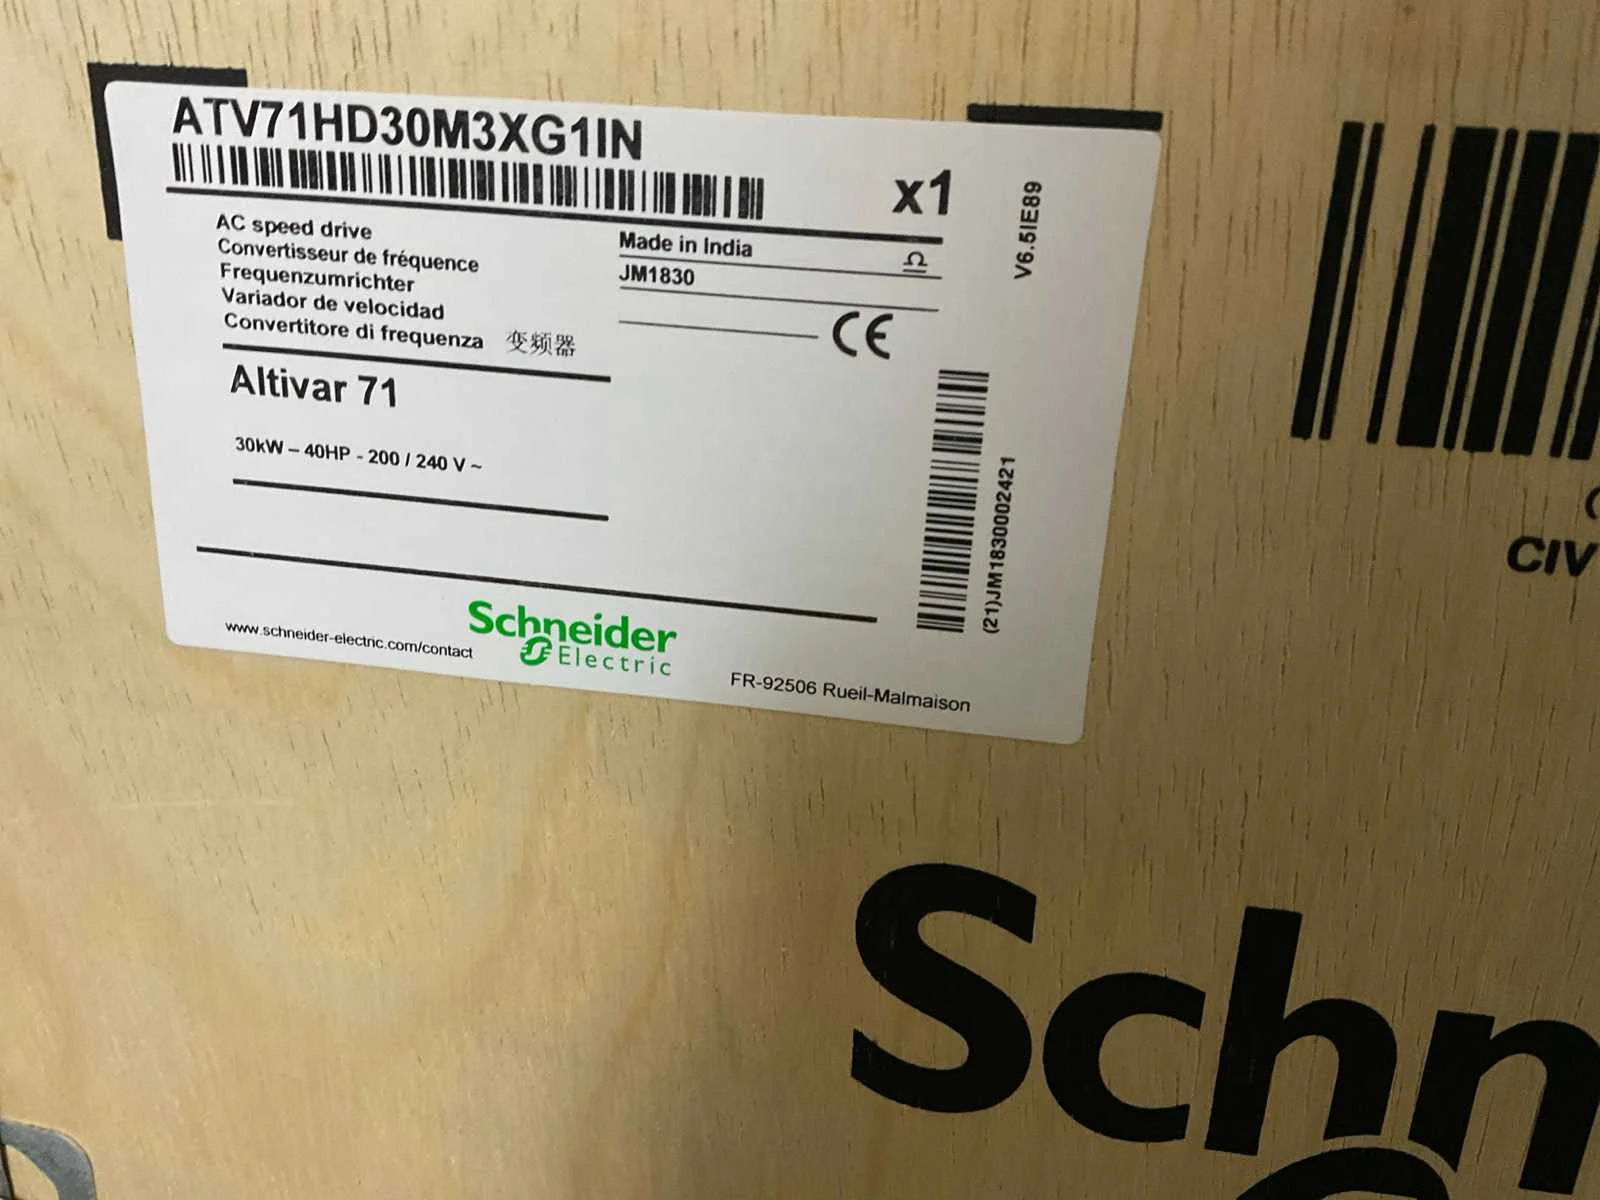 ATV71HD30M3XG1IN
x1
AC speed drive
Convertisseur de fréquence
Frequenzumrichter
Variador de velocidad
Convertitore di frequenza 变频器
Made in India
JM1830
CE
V6.5IE89
Altivar 71
30kW – 40HP - 200 / 240 V ~
(21)JM1830002421
www.schneider-electric.com/contact
Schneider
Electric
FR-92506 Rueil-Malmaison
CIV
Schn